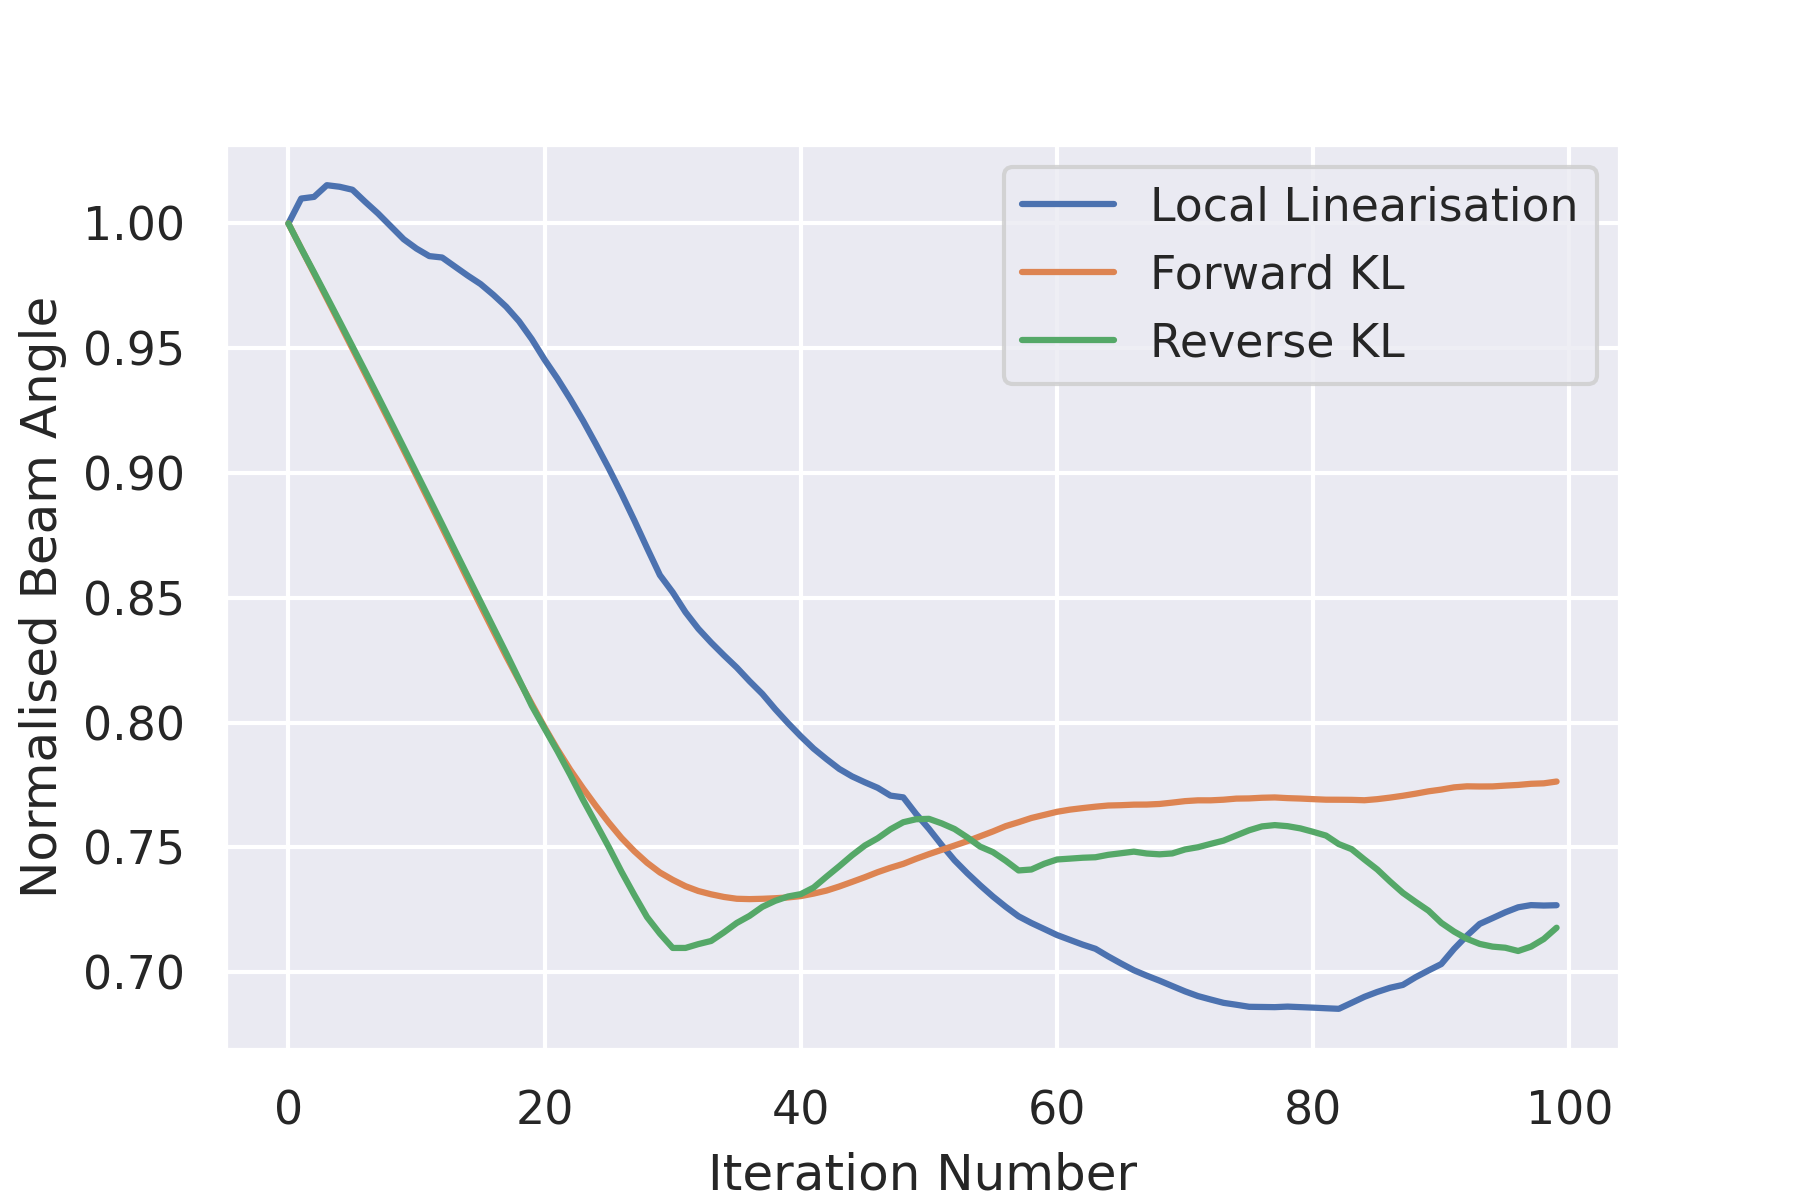 Local Linearisation
Forward KL
Reverse KL
Normalised Beam Angle
1.00
0.95
0.90
0.85
0.80
0.75
0.70
0 20 40 60 80 100
Iteration Number